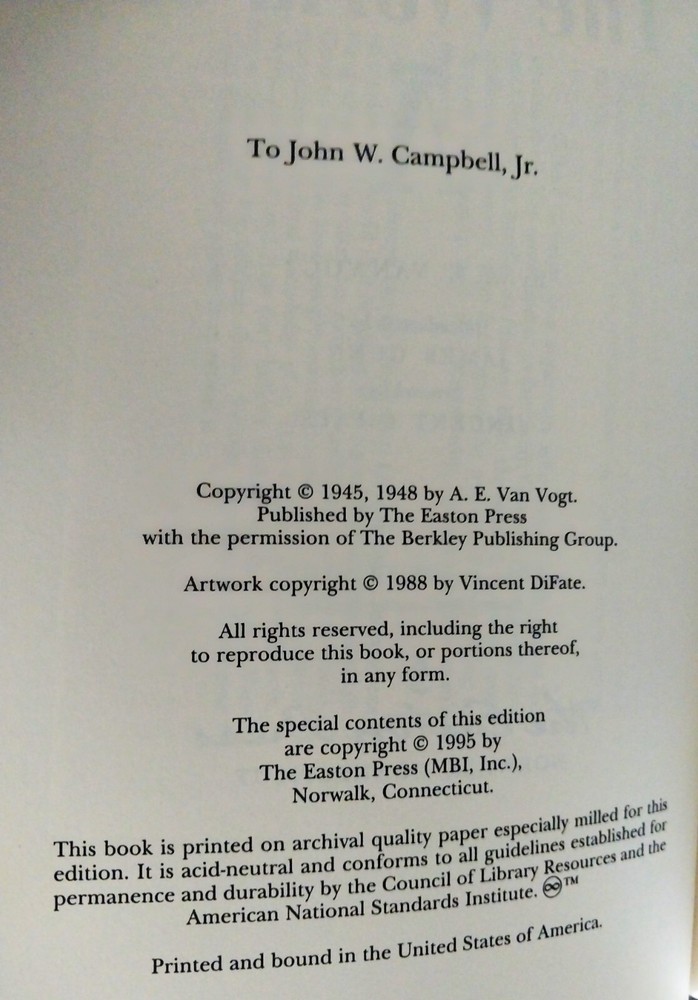 To John W. Campbell, Jr.
Copyright © 1945, 1948 by A. E. Van Vogt.
Published by The Easton Press
with the permission of The Berkley Publishing Group.
Artwork copyright © 1988 by Vincent DiFate.
All rights reserved, including the right
to reproduce this book, or portions thereof,
in any form.
The special contents of this edition
are copyright © 1995 by
The Easton Press (MBI, Inc.),
Norwalk, Connecticut.
This book is printed on archival quality paper especially milled for this
edition. It is acid-neutral and conforms to all guidelines established for
permanence and durability by the Council of Library Resources and the
American National Standards Institute. ♾™
Printed and bound in the United States of America.